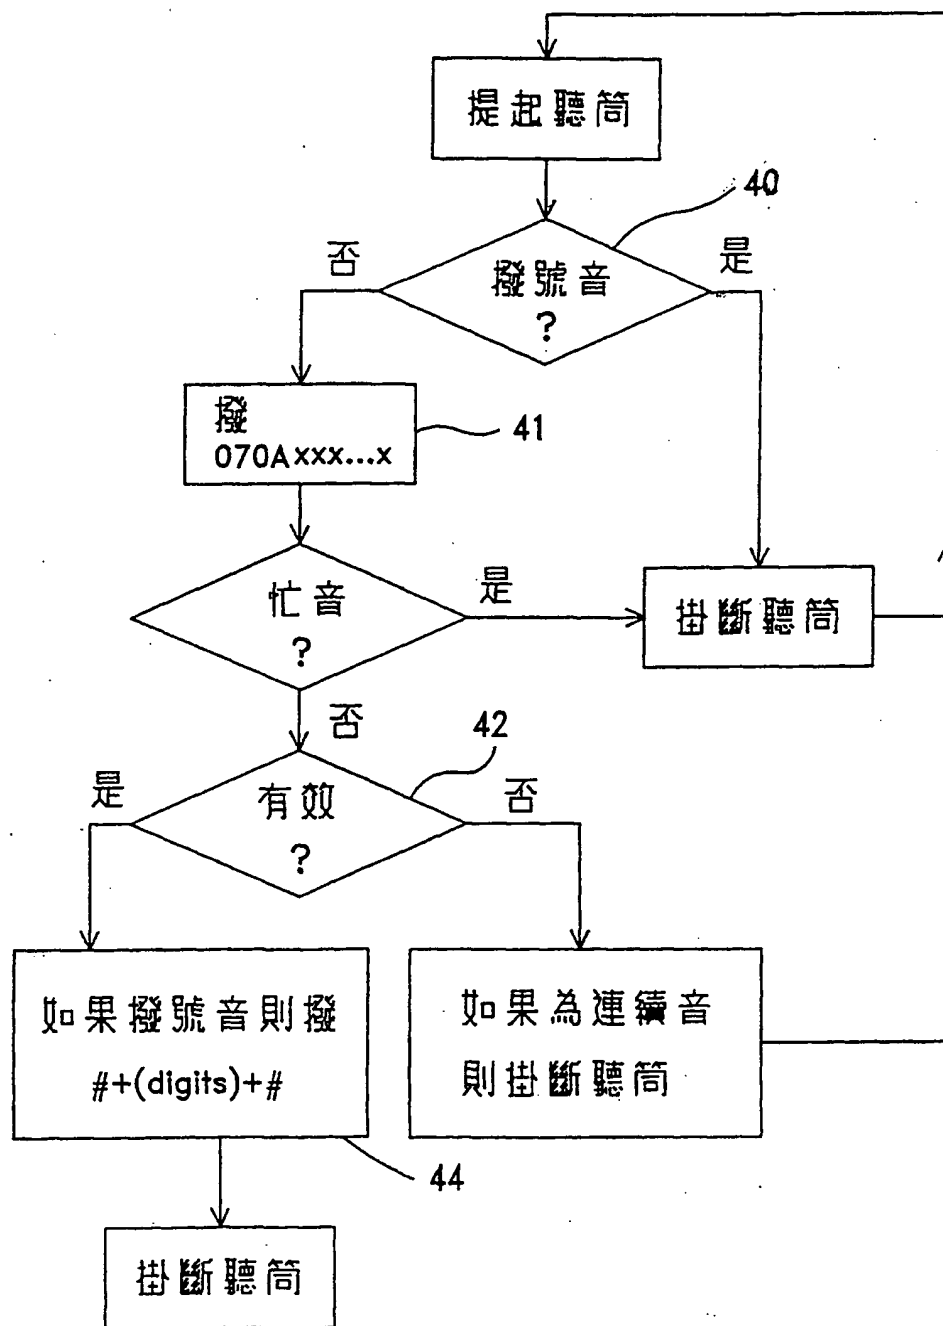 提起聽筒
40
否
是
撥號音
?
撥
070Axxx...x
41
忙音
?
是
掛斷聽筒
否
42
是
有效
?
否
如果撥號音則撥
#+(digits)+#
如果為連續音
則掛斷聽筒
44
掛斷聽筒